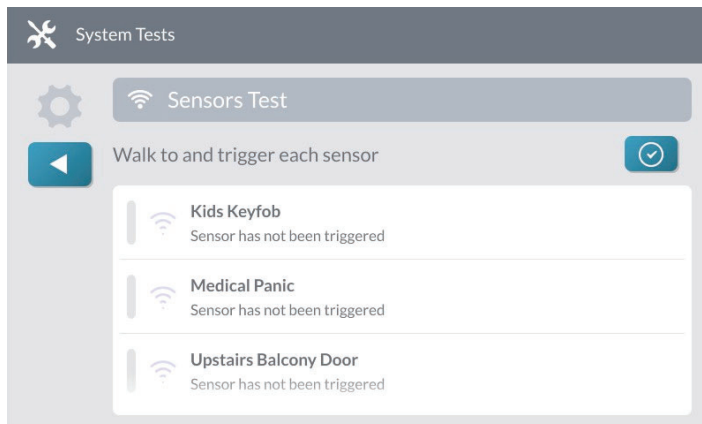 System Tests
Sensors Test
Walk to and trigger each sensor
Kids Keyfob
Sensor has not been triggered
Medical Panic
Sensor has not been triggered
Upstairs Balcony Door
Sensor has not been triggered